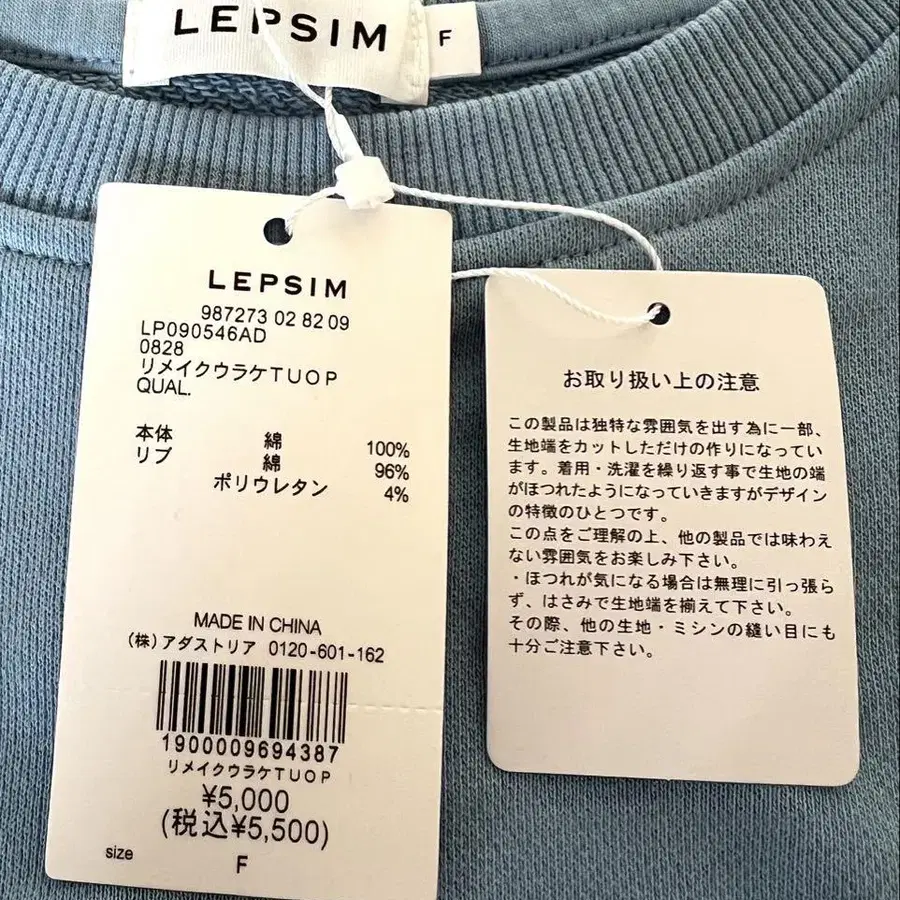 LEPSIM
F
LEPSIM
987273 02 82 09
LP090546AD
0828
リメイクウラケTUOP
QUAL.
本体 綿 100%
リブ 綿 96%
ポリウレタン 4%
MADE IN CHINA
(株)アダストリア 0120-601-162
1900009694387
リメイクウラケTUOP
¥5,000
(税込¥5,500)
size F
お取り扱い上の注意
この製品は独特な雰囲気を出す為に一部、
生地端をカットしただけの作りになってい
ます。着用・洗濯を繰り返す事で生地の端
がほつれたようになっていきますがデザイン
の特徴のひとつです。
この点をご理解の上、他の製品では味わえ
ない雰囲気をお楽しみ下さい。
・ほつれが気になる場合は無理に引っ張ら
ず、はさみで生地端を揃えて下さい。
その際、他の生地・ミシンの縫い目にも
十分ご注意下さい。